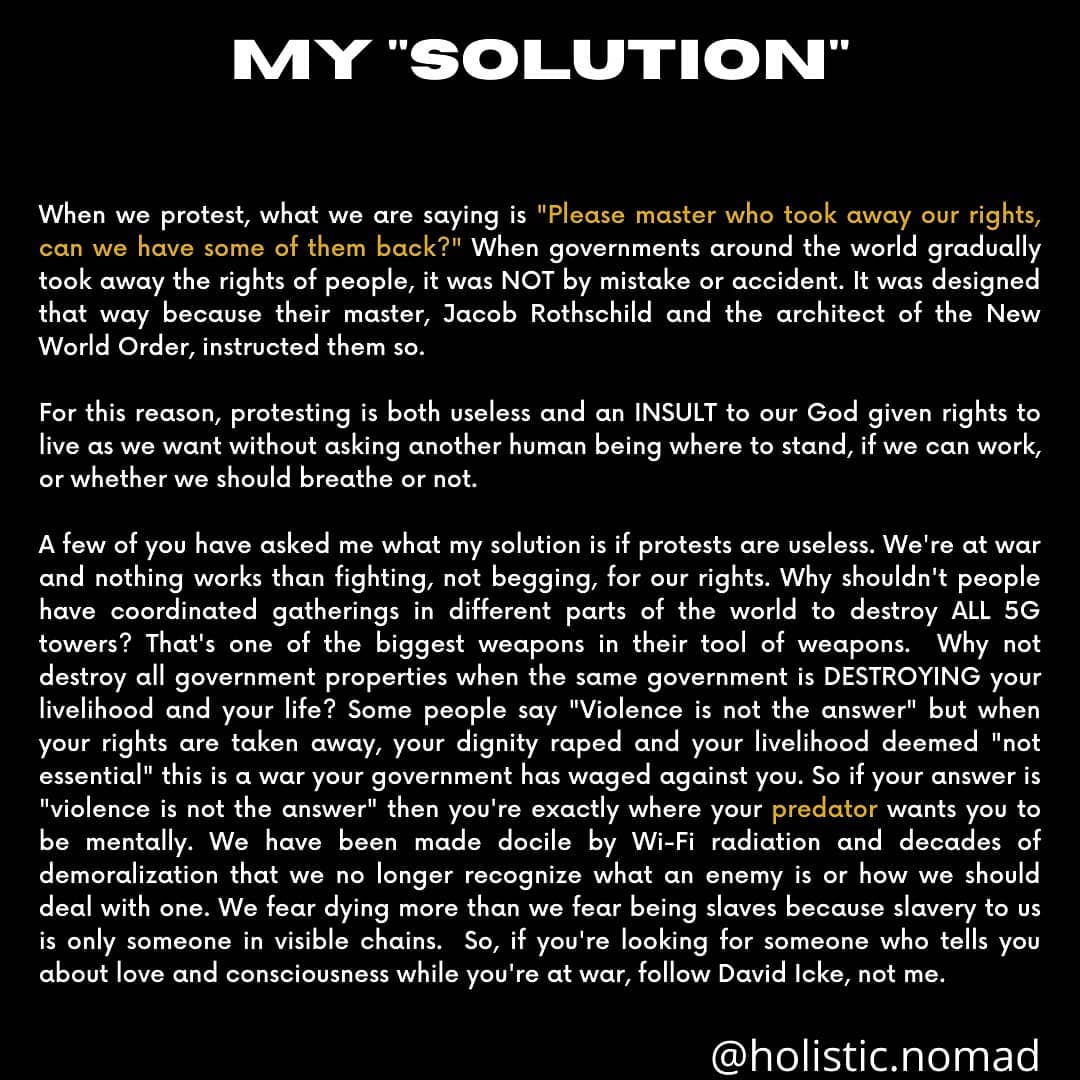 MY "SOLUTION"
When we protest, what we are saying is "Please master who took away our rights,
can we have some of them back?" When governments around the world gradually
took away the rights of people, it was NOT by mistake or accident. It was designed
that way because their master, Jacob Rothschild and the architect of the New
World Order, instructed them so.
For this reason, protesting is both useless and an INSULT to our God given rights to
live as we want without asking another human being where to stand, if we can work,
or whether we should breathe or not.
A few of you have asked me what my solution is if protests are useless. We're at war
and nothing works than fighting, not begging, for our rights. Why shouldn't people
have coordinated gatherings in different parts of the world to destroy ALL 5G
towers? That's one of the biggest weapons in their tool of weapons. Why not
destroy all government properties when the same government is DESTROYING your
livelihood and your life? Some people say "Violence is not the answer" but when
your rights are taken away, your dignity raped and your livelihood deemed "not
essential" this is a war your government has waged against you. So if your answer is
"violence is not the answer" then you're exactly where your predator wants you to
be mentally. We have been made docile by Wi-Fi radiation and decades of
demoralization that we no longer recognize what an enemy is or how we should
deal with one. We fear dying more than we fear being slaves because slavery to us
is only someone in visible chains. So, if you're looking for someone who tells you
about love and consciousness while you're at war, follow David Icke, not me.
@holistic.nomad